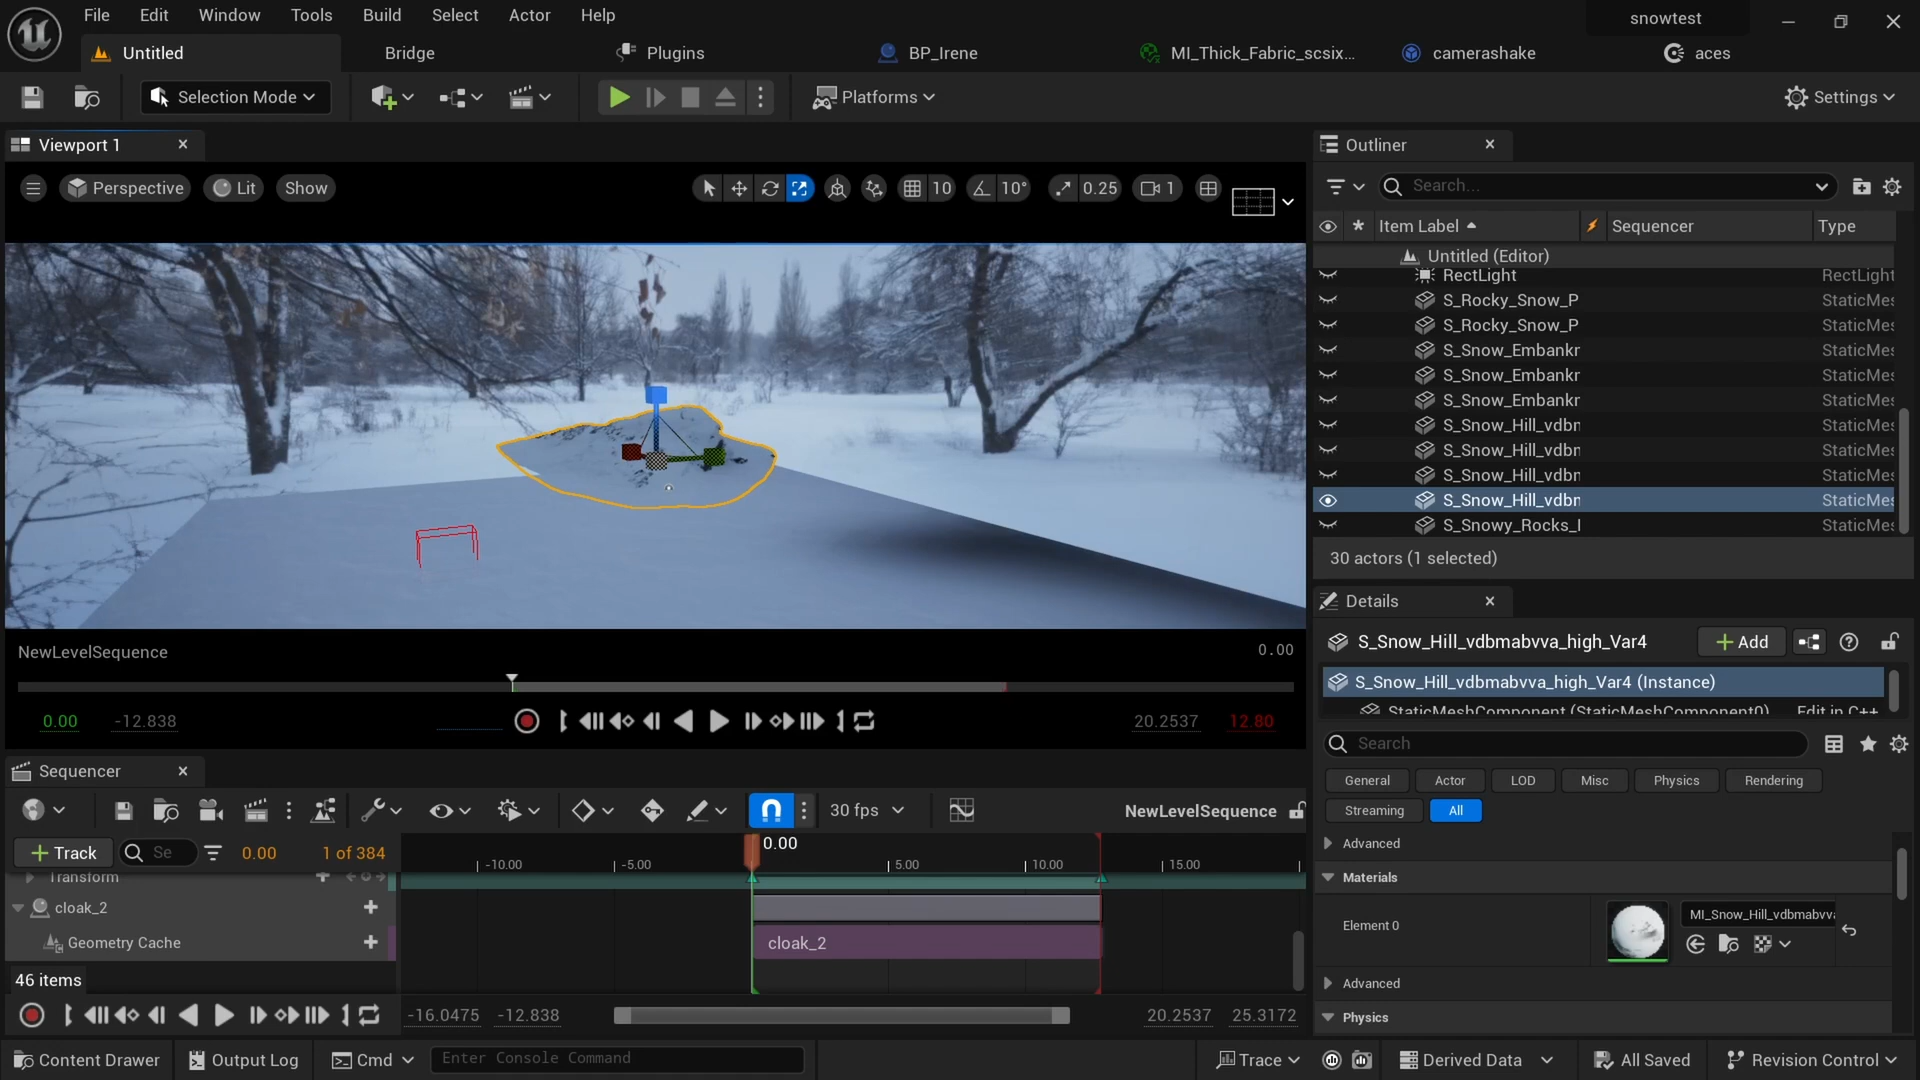 File Edit Window Tools Build Select Actor Help
snowtest
Untitled Bridge Plugins BP_Irene MI_Thick_Fabric_scsix... camerashake aces
Selection Mode Platforms Settings
Viewport 1
Perspective Lit Show 10 10° 0.25 1
NewLevelSequence 0.00
0.00 -12.838 20.2537 12.80
Sequencer
30 fps NewLevelSequence
Track Se 0.00 1 of 384
0.00
-10.00 -5.00 5.00 10.00 15.00
Transform
cloak_2
Geometry Cache
cloak_2
46 items
-16.0475 -12.838 20.2537 25.3172
Outliner
Search...
Item Label Sequencer Type
Untitled (Editor)
RectLight RectLight
S_Rocky_Snow_P StaticMes
S_Rocky_Snow_P StaticMes
S_Snow_Embankr StaticMes
S_Snow_Embankr StaticMes
S_Snow_Embankr StaticMes
S_Snow_Hill_vdbn StaticMes
S_Snow_Hill_vdbn StaticMes
S_Snow_Hill_vdbn StaticMes
S_Snow_Hill_vdbn StaticMes
S_Snowy_Rocks_I StaticMes
30 actors (1 selected)
Details
S_Snow_Hill_vdbmabvva_high_Var4 Add
S_Snow_Hill_vdbmabvva_high_Var4 (Instance)
StaticMeshComponent (StaticMeshComponent0) Edit in C++
Search
General Actor LOD Misc Physics Rendering
Streaming All
Advanced
Materials
Element 0 MI_Snow_Hill_vdbmabvva
Advanced
Physics
Content Drawer Output Log Cmd Enter Console Command Trace Derived Data All Saved Revision Control